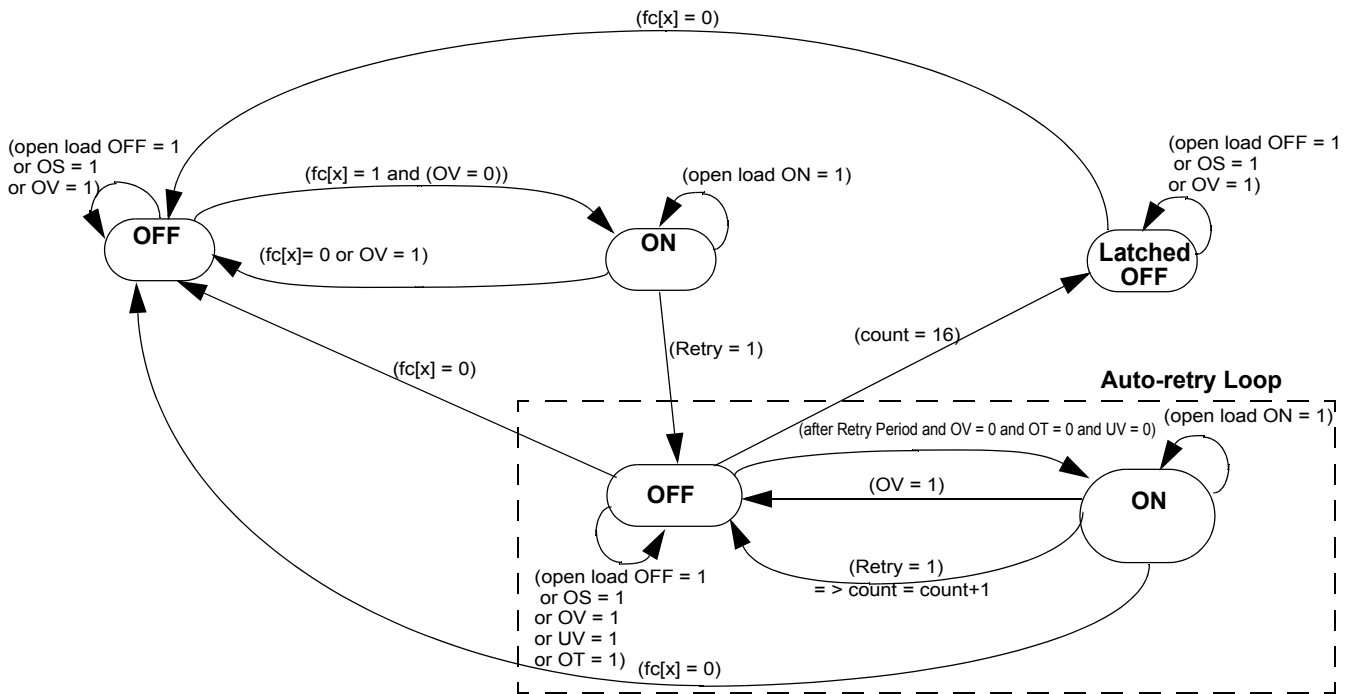 (fc[x] = 0)
(open load OFF = 1
or OS = 1
or OV = 1)
(fc[x] = 1 and (OV = 0))
(open load ON = 1)
(open load OFF = 1
or OS = 1
or OV = 1)
OFF
ON
(fc[x]= 0 or OV = 1)
Latched
OFF
(Retry = 1)
(count = 16)
(fc[x] = 0)
Auto-retry Loop
(open load ON = 1)
(after Retry Period and OV = 0 and OT = 0 and UV = 0)
OFF
(OV = 1)
ON
(Retry = 1)
= > count = count+1
(open load OFF = 1
or OS = 1
or OV = 1
or UV = 1
or OT = 1)
(fc[x] = 0)